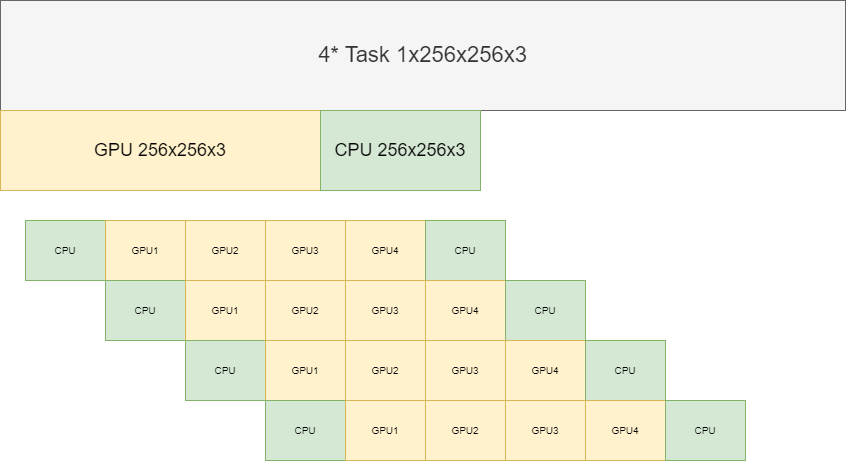 4* Task 1x256x256x3
GPU 256x256x3 CPU 256x256x3
CPU GPU1 GPU2 GPU3 GPU4 CPU
CPU GPU1 GPU2 GPU3 GPU4 CPU
CPU GPU1 GPU2 GPU3 GPU4 CPU
CPU GPU1 GPU2 GPU3 GPU4 CPU